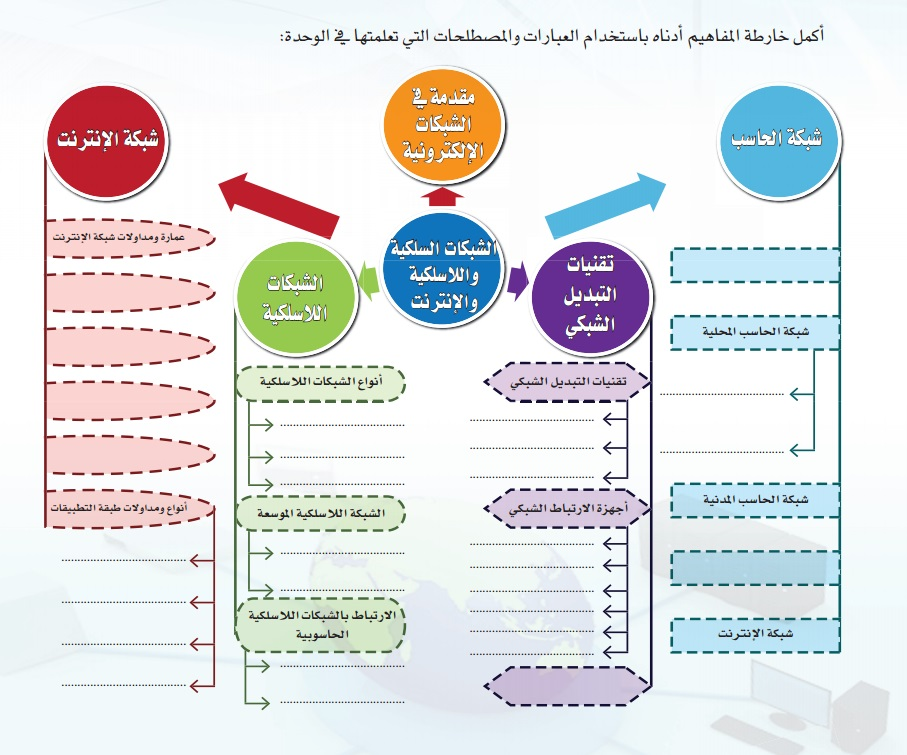 أكمل خارطة المفاهيم أدناه باستخدام العبارات والمصطلحات التي تعلمتها في الوحدة:
مقدمة في
الشبكات
الإلكترونية
شبكة الحاسب
شبكة الإنترنت
الشبكات السلكية
واللاسلكية
والإنترنت
تقنيات
التبديل
الشبكي
الشبكات
اللاسلكية
شبكة الحاسب المحلية
شبكة الحاسب المدنية
شبكة الإنترنت
تقنيات التبديل الشبكي
أجهزة الارتباط الشبكي
أنواع الشبكات اللاسلكية
الشبكة اللاسلكية الموسعة
الارتباط بالشبكات اللاسلكية
الحاسوبية
عمارة ومداولات شبكة الإنترنت
أنواع ومداولات طبقة التطبيقات